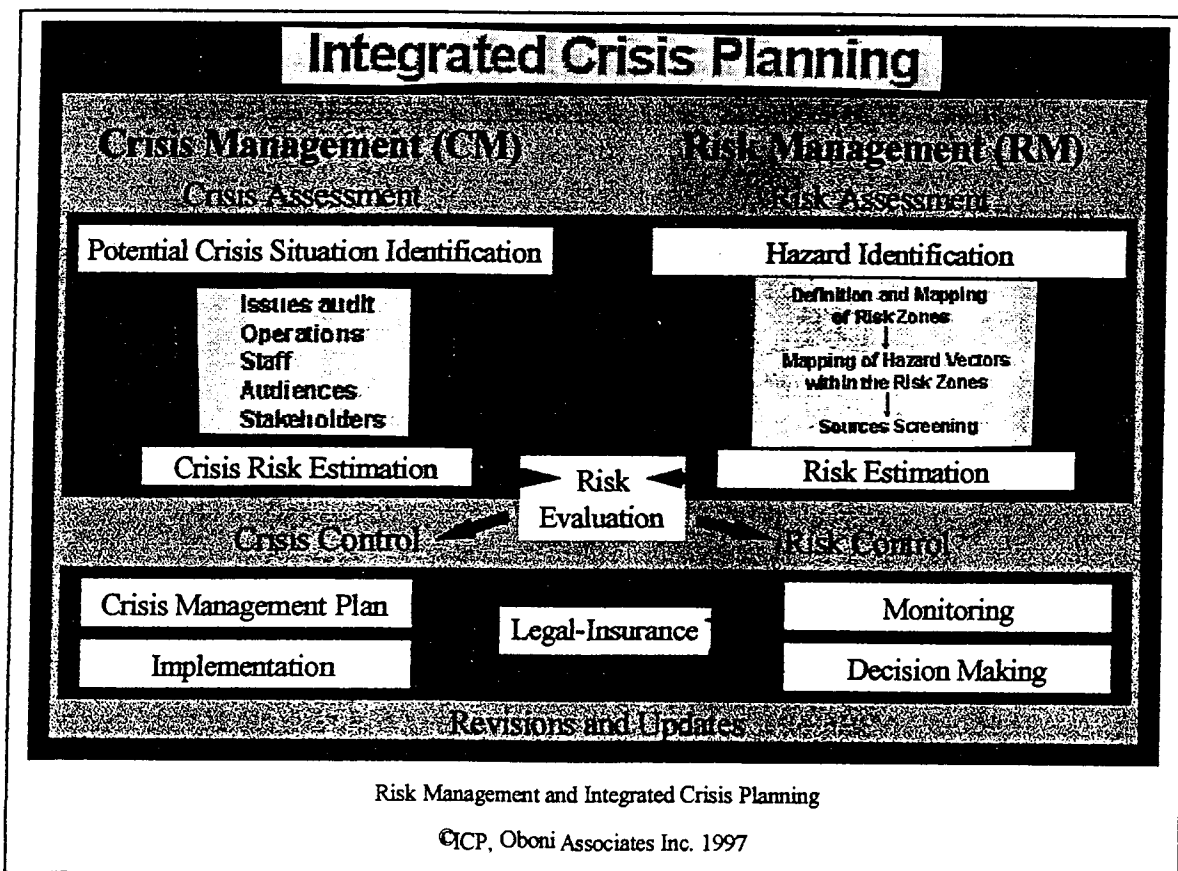 Integrated Crisis Planning
Crisis Management (CM)
Crisis Assessment
Potential Crisis Situation Identification
Issues audit
Operations
Staff
Audiences
Stakeholders
Crisis Risk Estimation
Risk Management (RM)
Risk Assessment
Hazard Identification
Definition and Mapping
of Risk Zones
Mapping of Hazard Vectors
within the Risk Zones
Sources Screening
Risk Estimation
Risk
Evaluation
Crisis Control
Risk Control
Crisis Management Plan
Implementation
Legal-Insurance
Monitoring
Decision Making
Revisions and Updates
Risk Management and Integrated Crisis Planning
©ICP, Oboni Associates Inc. 1997